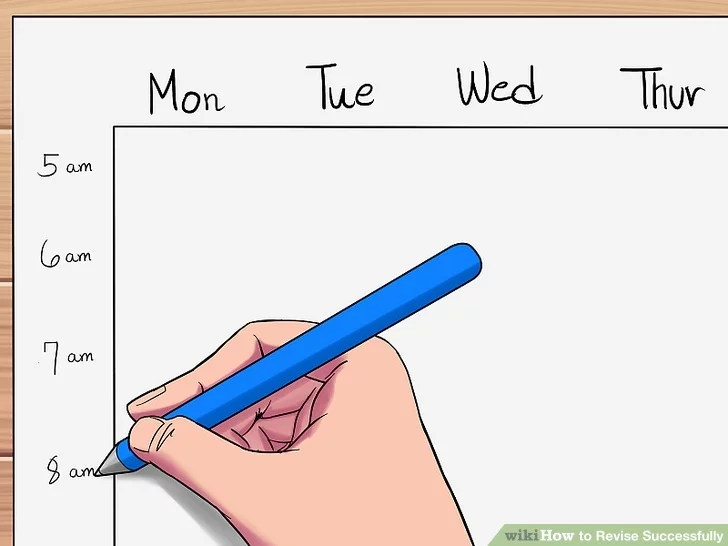 Mon Tue Wed Thur
5 am
6 am
7 am
8 am
wikiHow to Revise Successfully